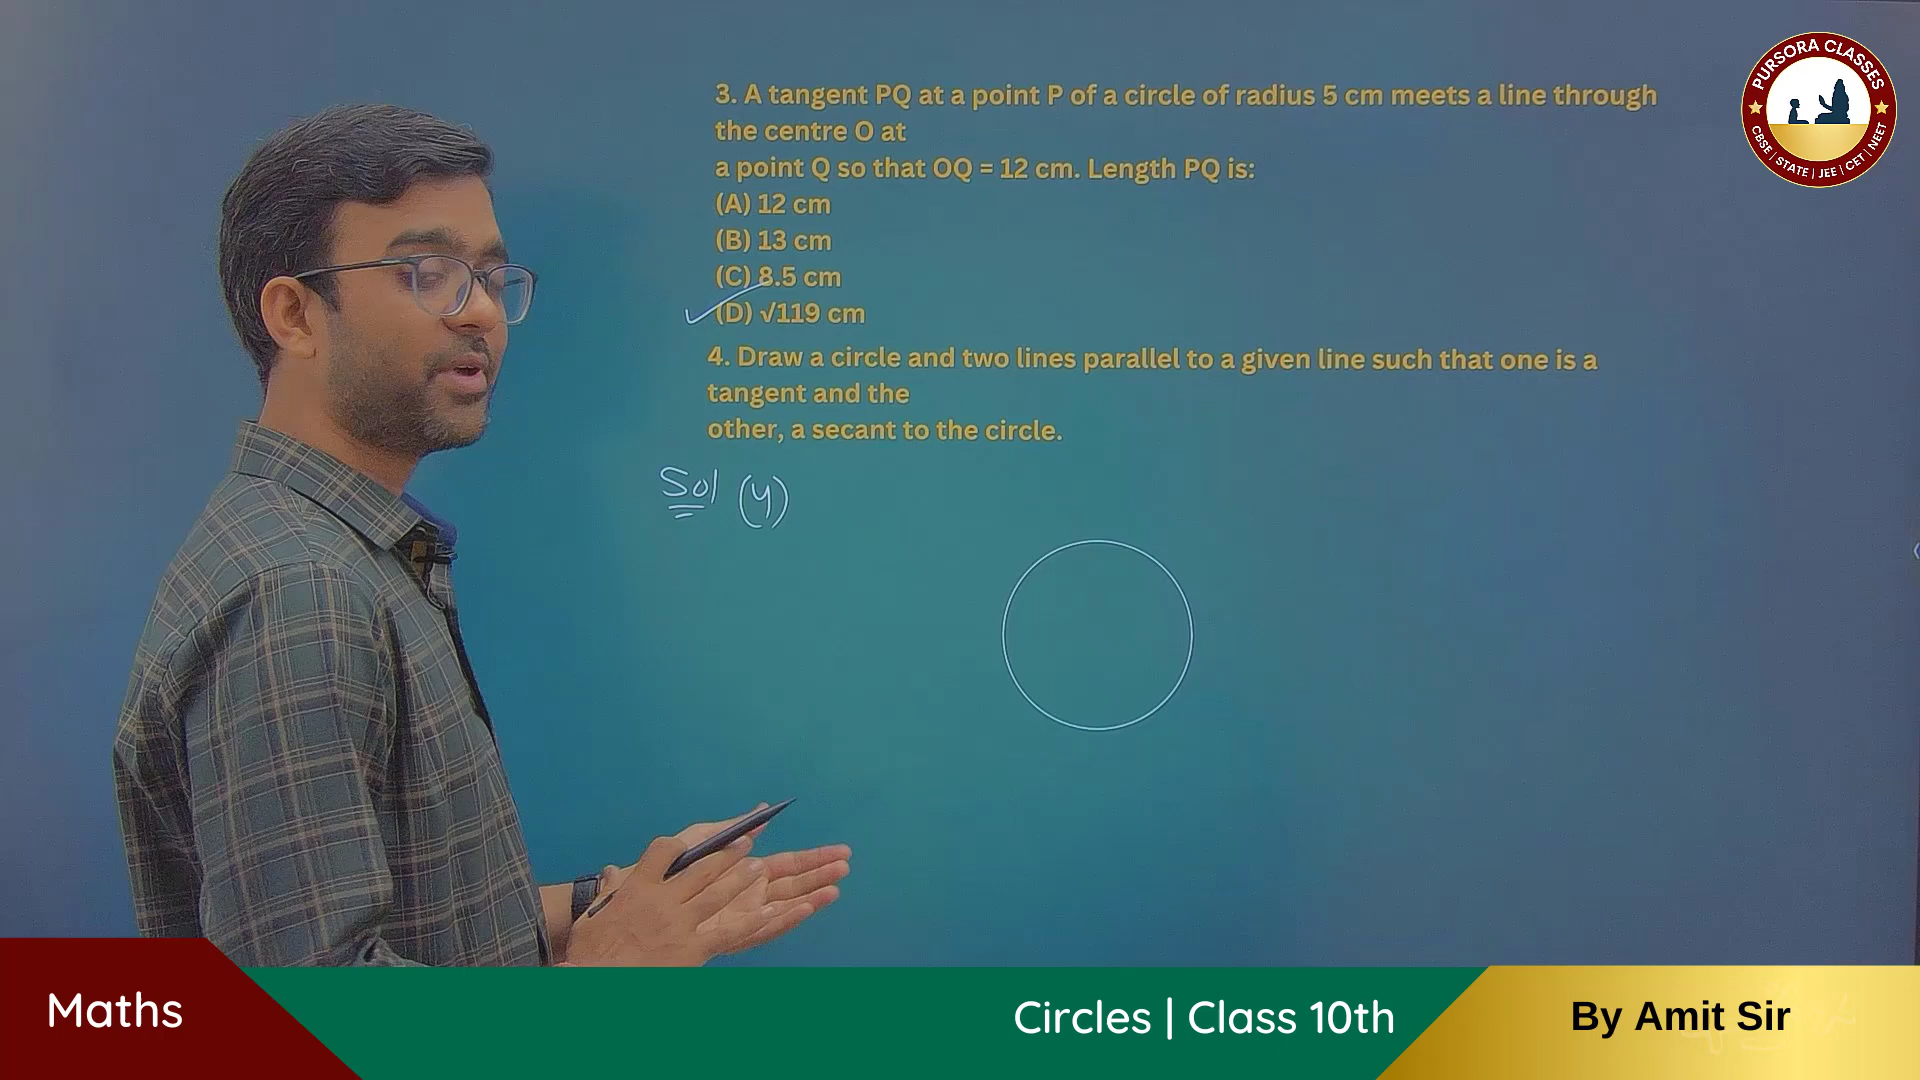 PURSORA CLASSES
CBSE | STATE | JEE | CET | NEET
3. A tangent PQ at a point P of a circle of radius 5 cm meets a line through
the centre O at
a point Q so that OQ = 12 cm. Length PQ is:
(A) 12 cm
(B) 13 cm
(C) 8.5 cm
(D) √119 cm
4. Draw a circle and two lines parallel to a given line such that one is a
tangent and the
other, a secant to the circle.
Sol (4)
Maths
Circles | Class 10th
By Amit Sir